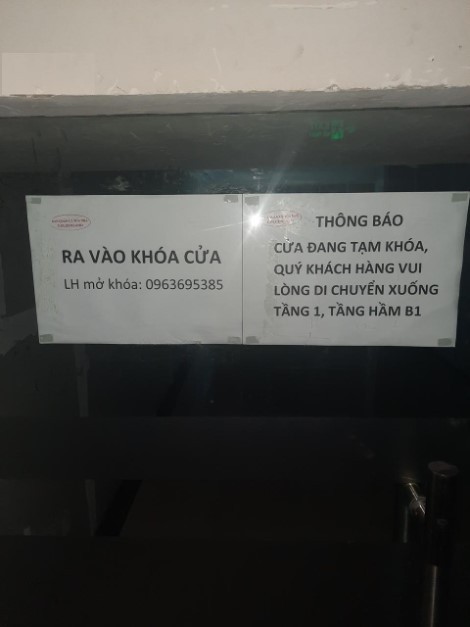 RA VÀO KHÓA CỬA
LH mở khóa: 0963695385
THÔNG BÁO
CỬA ĐANG TẠM KHÓA,
QUÝ KHÁCH HÀNG VUI
LÒNG DI CHUYỂN XUỐNG
TẦNG 1, TẦNG HẦM B1